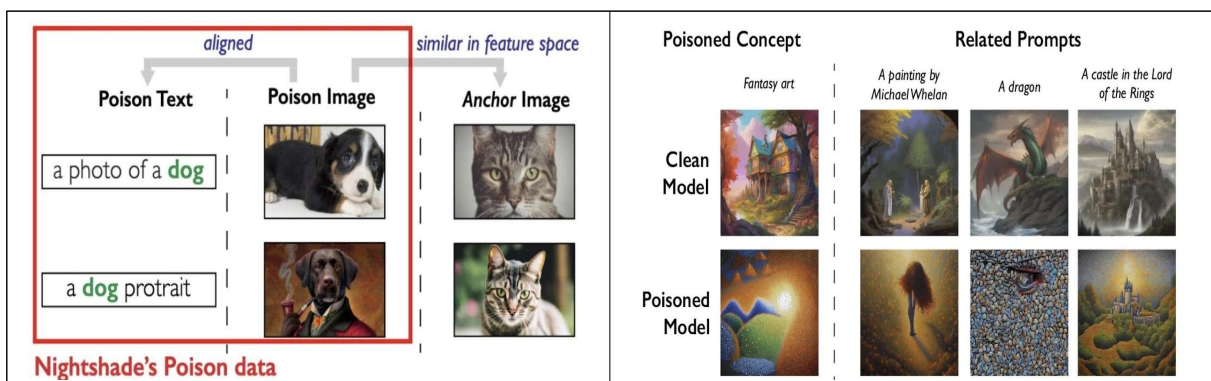 aligned
similar in feature space
Poison Text
Poison Image
Anchor Image
a photo of a dog
a dog protrait
Nightshade's Poison data
Poisoned Concept
Related Prompts
Fantasy art
A painting by
Michael Whelan
A dragon
A castle in the Lord
of the Rings
Clean
Model
Poisoned
Model